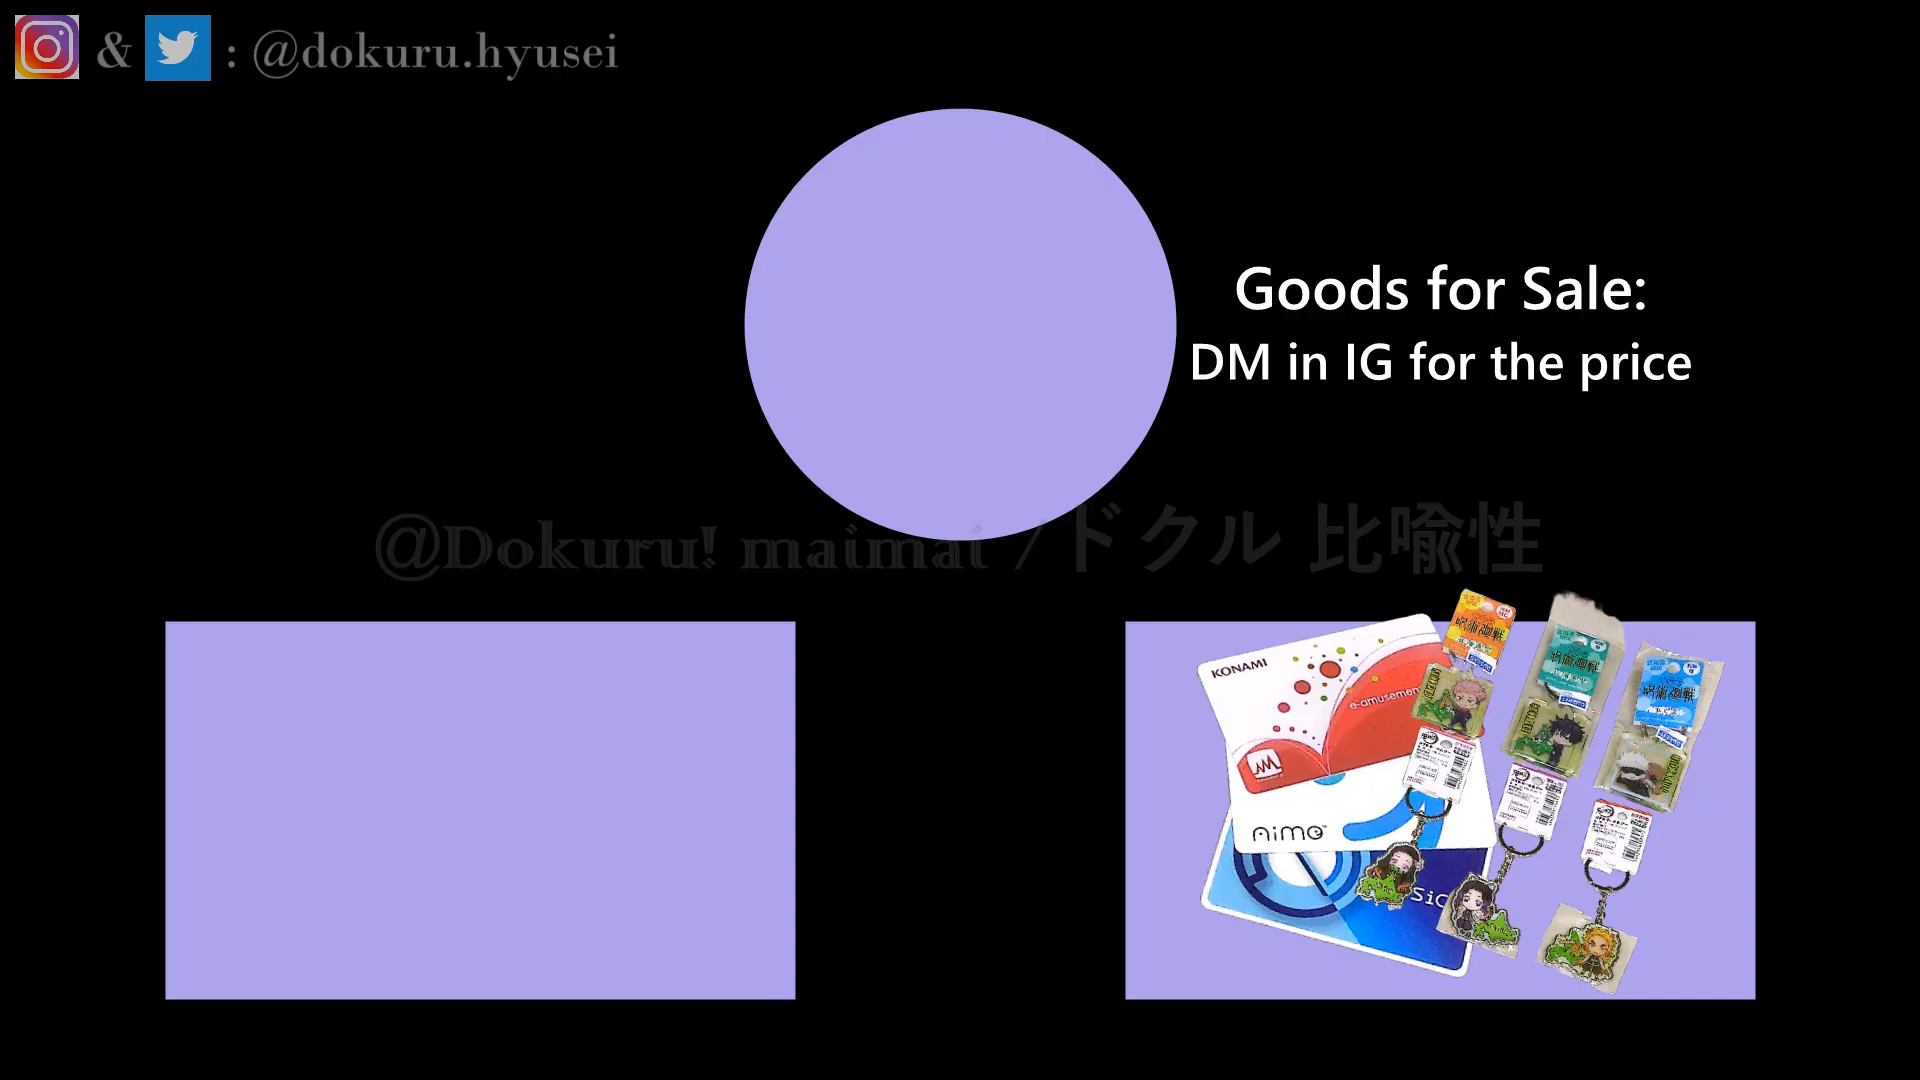 & : @dokuru.hyusei
Goods for Sale:
DM in IG for the price
@Dokuru! maimai /ドクル 比喩性
KONAMI
e-amusement
呪術廻戦
呪術廻戦
呪術廻戦
aime